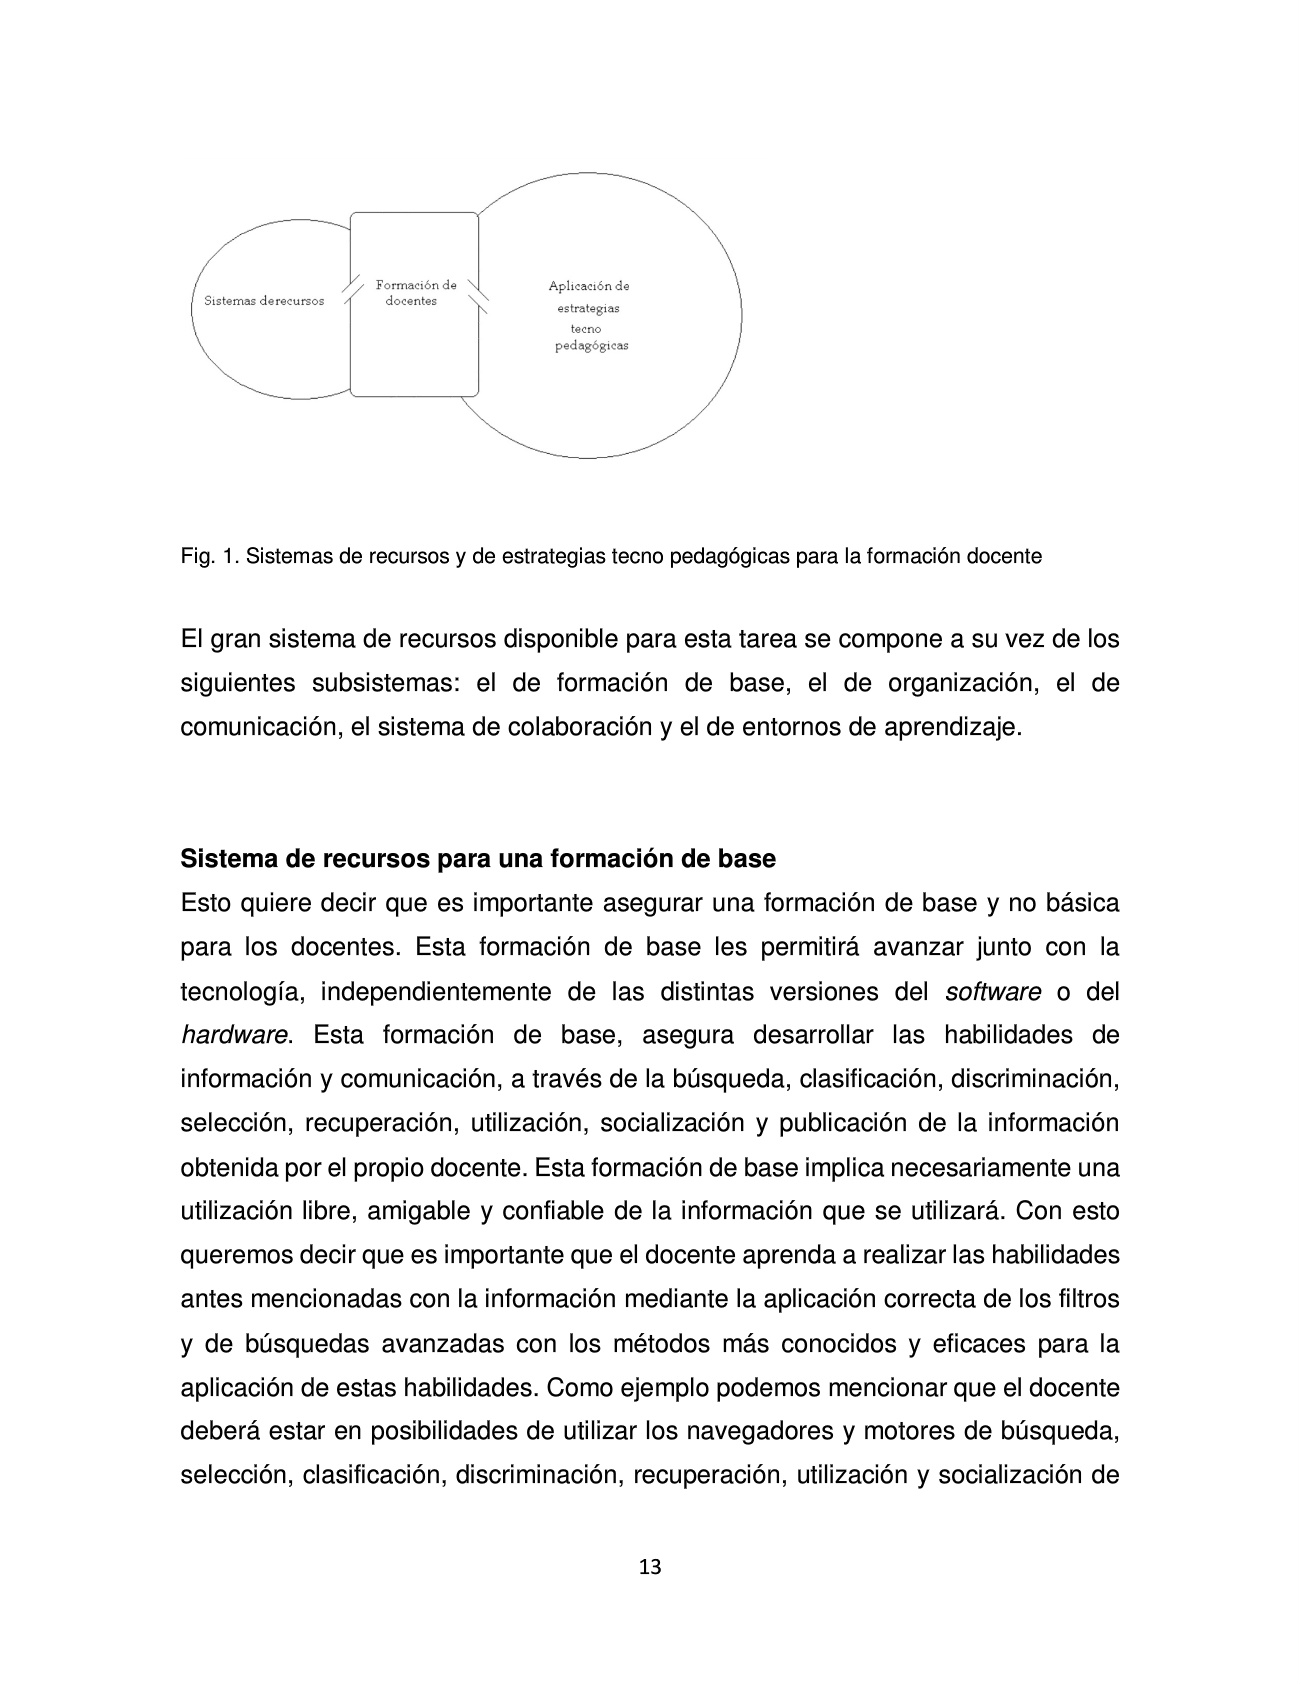 Sistemas derecursos
Formación de
docentes
Aplicación de
estrategias
tecno
pedagógicas
Fig. 1. Sistemas de recursos y de estrategias tecno pedagógicas para la formación docente
El gran sistema de recursos disponible para esta tarea se compone a su vez de los
siguientes subsistemas: el de formación de base, el de organización, el de
comunicación, el sistema de colaboración y el de entornos de aprendizaje.
Sistema de recursos para una formación de base
Esto quiere decir que es importante asegurar una formación de base y no básica
para los docentes. Esta formación de base les permitirá avanzar junto con la
tecnología, independientemente de las distintas versiones del software o del
hardware. Esta formación de base, asegura desarrollar las habilidades de
información y comunicación, a través de la búsqueda, clasificación, discriminación,
selección, recuperación, utilización, socialización y publicación de la información
obtenida por el propio docente. Esta formación de base implica necesariamente una
utilización libre, amigable y confiable de la información que se utilizará. Con esto
queremos decir que es importante que el docente aprenda a realizar las habilidades
antes mencionadas con la información mediante la aplicación correcta de los filtros
y de búsquedas avanzadas con los métodos más conocidos y eficaces para la
aplicación de estas habilidades. Como ejemplo podemos mencionar que el docente
deberá estar en posibilidades de utilizar los navegadores y motores de búsqueda,
selección, clasificación, discriminación, recuperación, utilización y socialización de
13